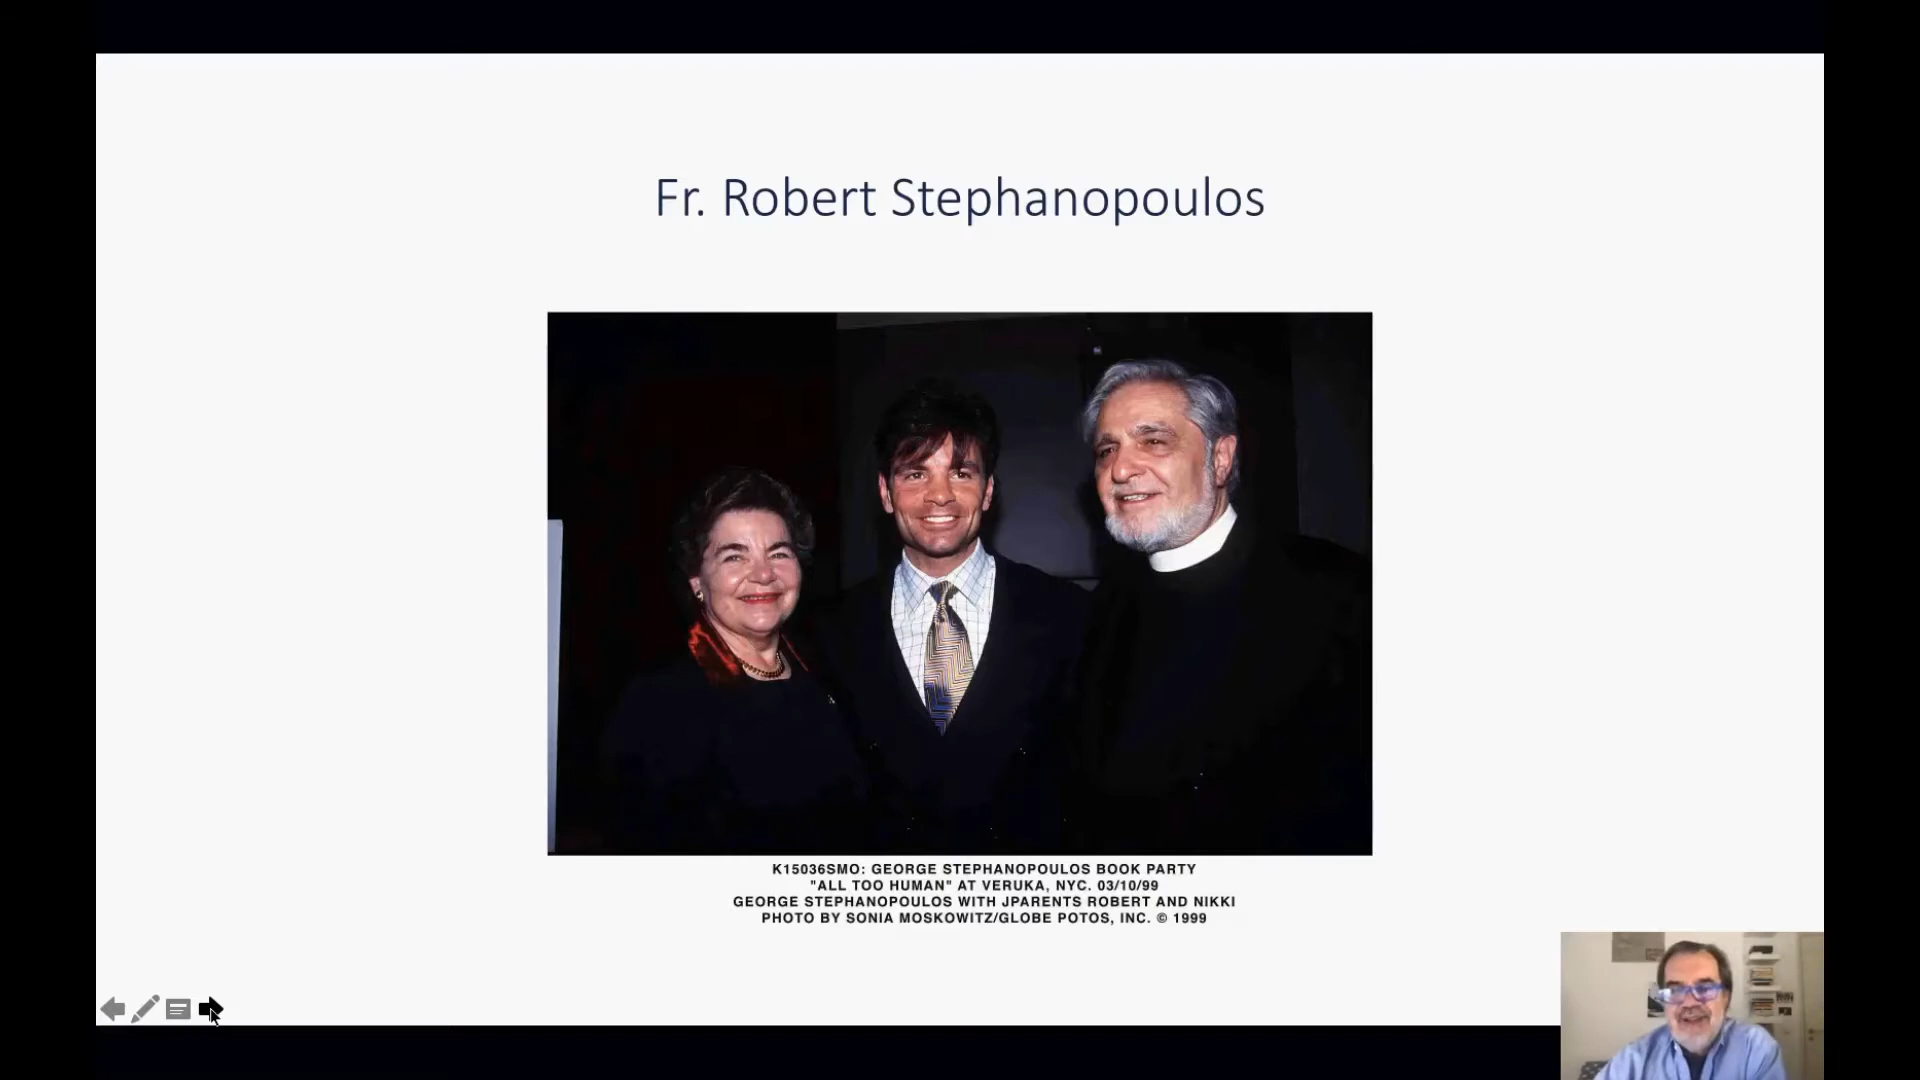 Fr. Robert Stephanopoulos
K15036SMO: GEORGE STEPHANOPOULOS BOOK PARTY
"ALL TOO HUMAN" AT VERUKA, NYC. 03/10/99
GEORGE STEPHANOPOULOS WITH JPARENTS ROBERT AND NIKKI
PHOTO BY SONIA MOSKOWITZ/GLOBE POTOS, INC. © 1999